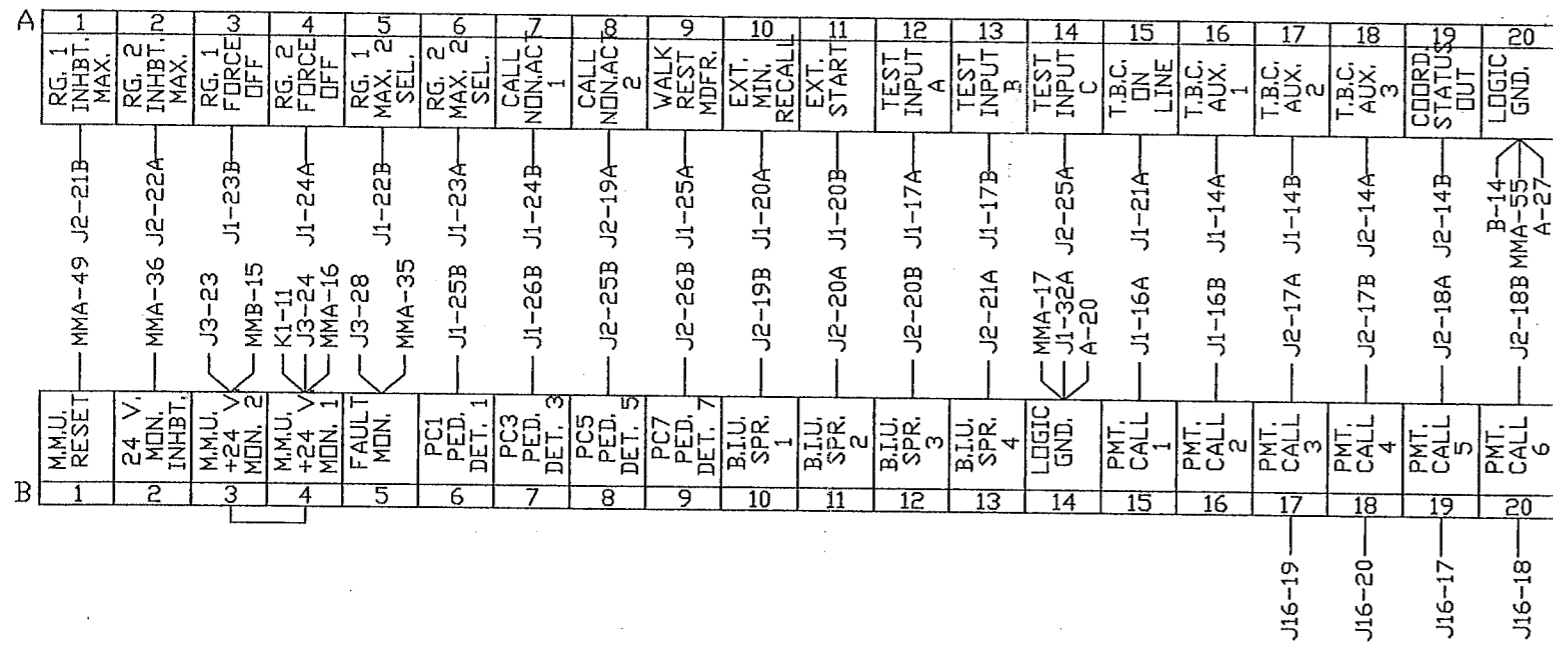 A
1 2 3 4 5 6 7 8 9 10 11 12 13 14 15 16 17 18 19 20
RG. 1
INHBT.
MAX.
RG. 2
INHBT.
MAX.
RG. 1
FORCE
OFF
RG. 2
FORCE
OFF
RG. 1
MAX. 2
SEL.
RG. 2
MAX. 2
SEL.
CALL
NON.ACT
1
CALL
NON.ACT
2
WALK
REST
MDFR.
EXT.
MIN.
RECALL
EXT.
START
TEST
INPUT
A
TEST
INPUT
B
TEST
INPUT
C
T.B.C.
ON
LINE
T.B.C.
AUX.
1
T.B.C.
AUX.
2
T.B.C.
AUX.
3
COORD.
STATUS
OUT
LOGIC
GND.
J2-21B
J2-22A
J1-23B
J1-24A
J1-22B
J1-23A
J1-24B
J2-19A
J1-25A
J1-20A
J1-20B
J1-17A
J1-17B
J2-25A
J1-21A
J1-14A
J1-14B
J2-14A
J2-14B
B-14
MMA-55
A-27
MMA-49
MMA-36
J3-23
MMB-15
K1-11
J3-24
MMA-16
J3-28
MMA-35
J1-25B
J1-26B
J2-25B
J2-26B
J2-19B
J2-20A
J2-20B
J2-21A
MMA-17
J1-32A
A-20
J1-16A
J1-16B
J2-17A
J2-17B
J2-18A
J2-18B
M.M.U.
RESET
24 V.
MON.
INHBT.
M.M.U.
+24 V
MON. 2
M.M.U.
+24 V
MON. 1
FAULT
MON.
PC1
PED.
DET. 1
PC3
PED.
DET. 3
PC5
PED.
DET. 5
PC7
PED.
DET. 7
B.I.U.
SPR.
1
B.I.U.
SPR.
2
B.I.U.
SPR.
3
B.I.U.
SPR.
4
LOGIC
GND.
PMT.
CALL
1
PMT.
CALL
2
PMT.
CALL
3
PMT.
CALL
4
PMT.
CALL
5
PMT.
CALL
6
B
1 2 3 4 5 6 7 8 9 10 11 12 13 14 15 16 17 18 19 20
J16-19
J16-20
J16-17
J16-18